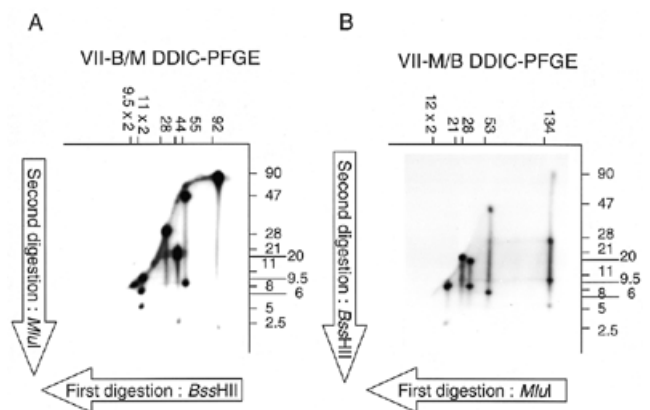 A
VII-B/M DDIC-PFGE
9.5 x 2
11 x 2
28
44
55
92
Second digestion : MluI
90
47
28
21
20
11
9.5
8
6
5
2.5
First digestion : BssHII
B
VII-M/B DDIC-PFGE
12 x 2
21
28
53
134
Second digestion : BssHII
90
47
28
21
20
11
9.5
8
6
5
2.5
First digestion : MluI